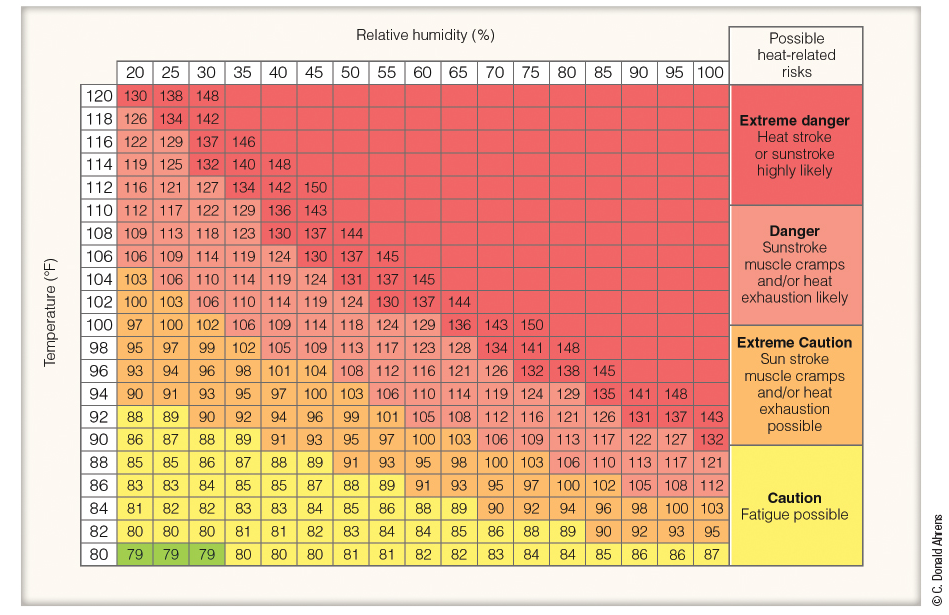 Relative humidity (%)
Possible
heat-related
risks
20 25 30 35 40 45 50 55 60 65 70 75 80 85 90 95 100
120 130 138 148
118 126 134 142
116 122 129 137 146
114 119 125 132 140 148
112 116 121 127 134 142 150
110 112 117 122 129 136 143
108 109 113 118 123 130 137 144
106 106 109 114 119 124 130 137 145
104 103 106 110 114 119 124 131 137 145
102 100 103 106 110 114 119 124 130 137 144
100 97 100 102 106 109 114 118 124 129 136 143 150
98 95 97 99 102 105 109 113 117 123 128 134 141 148
96 93 94 96 98 101 104 108 112 116 121 126 132 138 145
94 90 91 93 95 97 100 103 106 110 114 119 124 129 135 141 148
92 88 89 90 92 94 96 99 101 105 108 112 116 121 126 131 137 143
90 86 87 88 89 91 93 95 97 100 103 106 109 113 117 122 127 132
88 85 85 86 87 88 89 91 93 95 98 100 103 106 110 113 117 121
86 83 83 84 85 85 87 88 89 91 93 95 97 100 102 105 108 112
84 81 82 82 83 83 84 85 86 88 89 90 92 94 96 98 100 103
82 80 80 80 81 81 82 83 84 84 85 86 88 89 90 92 93 95
80 79 79 79 80 80 80 81 81 82 82 83 84 84 85 86 86 87
Temperature (°F)
Extreme danger
Heat stroke
or sunstroke
highly likely
Danger
Sunstroke
muscle cramps
and/or heat
exhaustion likely
Extreme Caution
Sun stroke
muscle cramps
and/or heat
exhaustion
possible
Caution
Fatigue possible
© C. Donald Ahrens